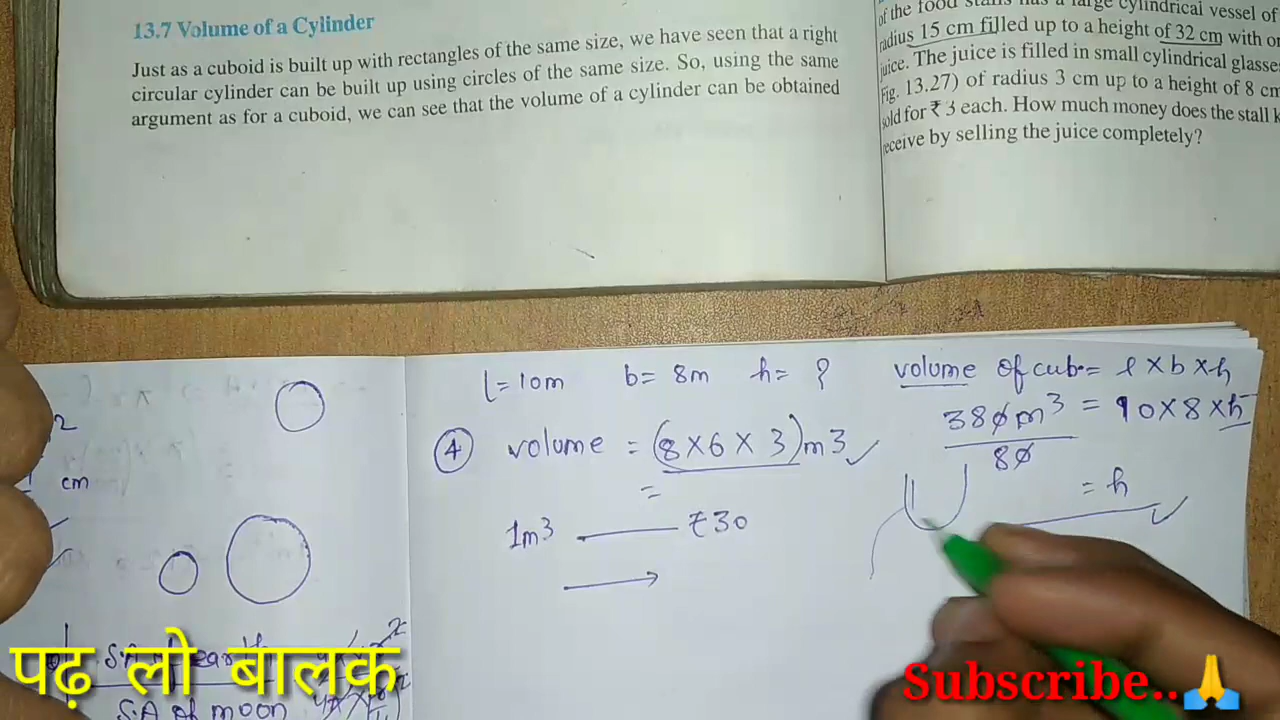 13.7 Volume of a Cylinder
Just as a cuboid is built up with rectangles of the same size, we have seen that a right
circular cylinder can be built up using circles of the same size. So, using the same
argument as for a cuboid, we can see that the volume of a cylinder can be obtained
of the food stalls has a large cylindrical vessel of
radius 15 cm filled up to a height of 32 cm with
juice. The juice is filled in small cylindrical
Fig. 13.27) of radius 3 cm up to a height of 8 cm
sold for ₹ 3 each. How much money does the stall
receive by selling the juice completely?
l = 10m b = 8m h = ?
volume of cub = l × b × h
380 m³ = 10 × 8 × h
80
= h
④ volume = (8 × 6 × 3) m3
=
1m³ ₹30
cm
S.A of moon
पढ़ लो बालक
Subscribe..🙏